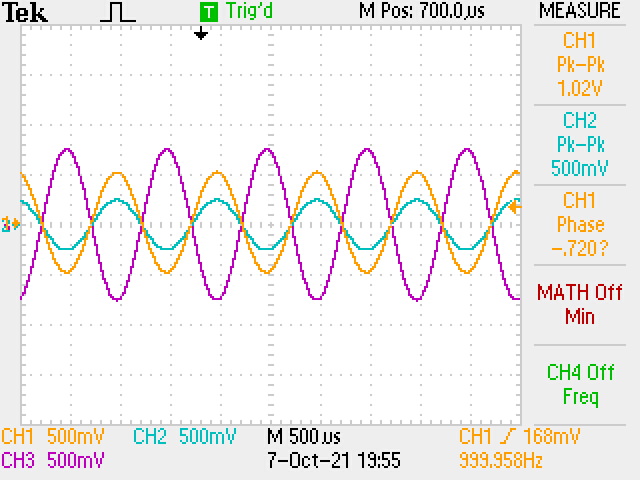 Tek T Trig'd M Pos: 700.0µs MEASURE
CH1
Pk-Pk
1.02V
CH2
Pk-Pk
500mV
CH1
Phase
-.720?
MATH Off
Min
CH4 Off
Freq
CH1 500mV CH2 500mV M 500µs CH1 168mV
CH3 500mV 7-Oct-21 19:55 999.958Hz